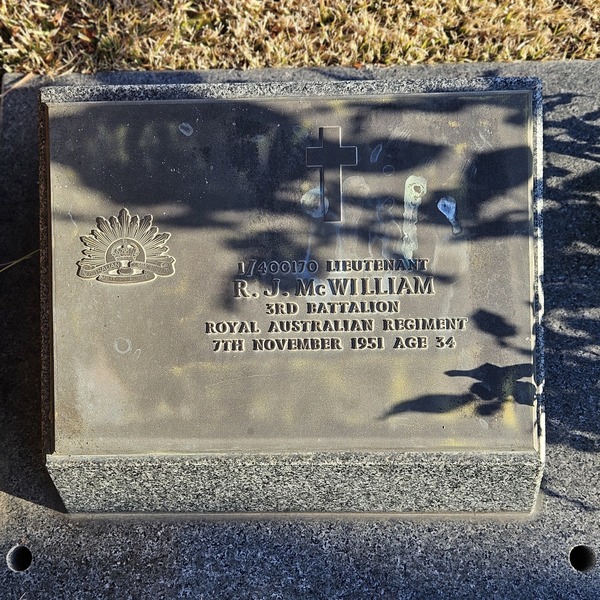 1/400170 LIEUTENANT
R. J. McWILLIAM
3RD BATTALION
ROYAL AUSTRALIAN REGIMENT
7TH NOVEMBER 1951 AGE 34